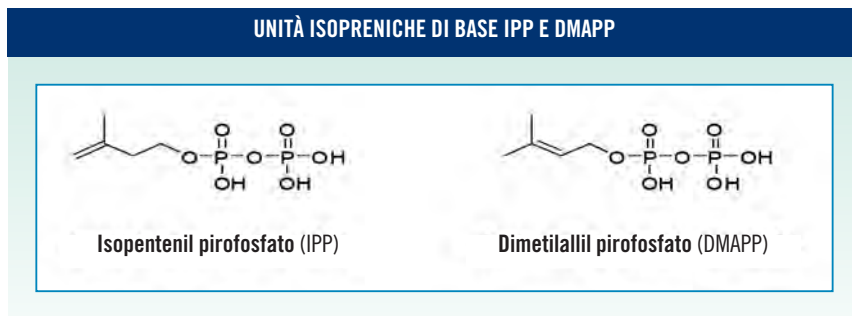 UNITÀ ISOPRENICHE DI BASE IPP E DMAPP
O O
O P O P OH
OH OH
Isopentenil pirofosfato (IPP)
O O
O P O P OH
OH OH
Dimetilallil pirofosfato (DMAPP)